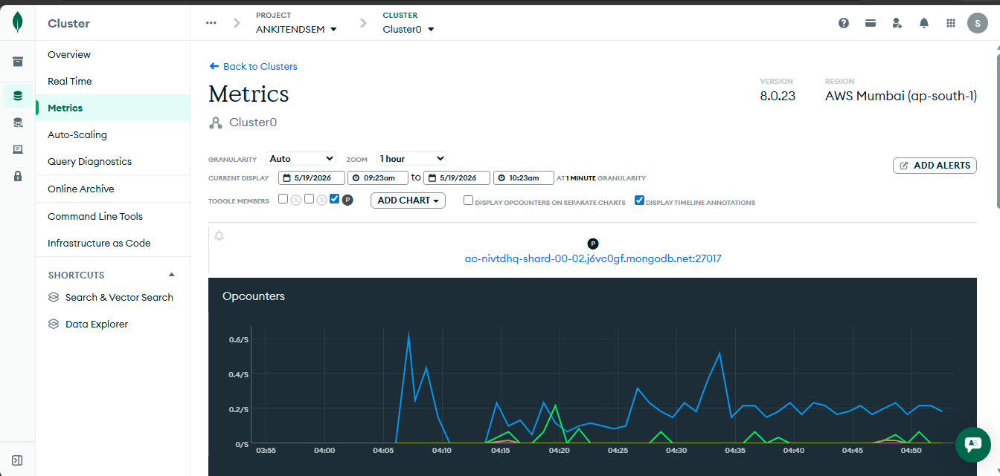 Cluster
PROJECT
ANKITENDSEM
CLUSTER
Cluster0
S
Overview
Real Time
Metrics
Auto-Scaling
Query Diagnostics
Online Archive
Command Line Tools
Infrastructure as Code
SHORTCUTS
Search & Vector Search
Data Explorer
Back to Clusters
Metrics
Cluster0
VERSION
8.0.23
REGION
AWS Mumbai (ap-south-1)
GRANULARITY Auto ZOOM 1 hour
ADD ALERTS
CURRENT DISPLAY 5/19/2026 09:23am to 5/19/2026 10:23am AT 1 MINUTE GRANULARITY
TOGGLE MEMBERS S S P ADD CHART DISPLAY OPCOUNTERS ON SEPARATE CHARTS DISPLAY TIMELINE ANNOTATIONS
P
ac-nivtdhq-shard-00-02.j6vc0gf.mongodb.net:27017
Opcounters
0.6/S
0.4/S
0.2/S
0/S
03:55 04:00 04:05 04:10 04:15 04:20 04:25 04:30 04:35 04:40 04:45 04:50